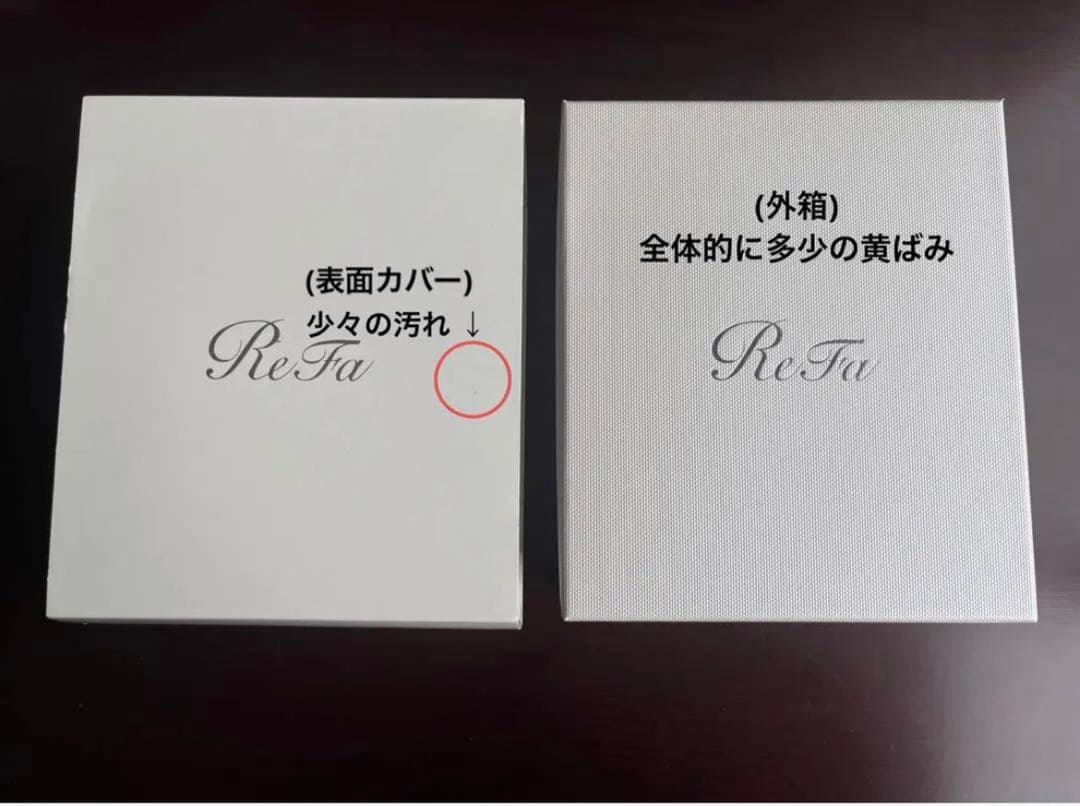 (表面カバー)
少々の汚れ ↓
ReFa
(外箱)
全体的に多少の黄ばみ
ReFa